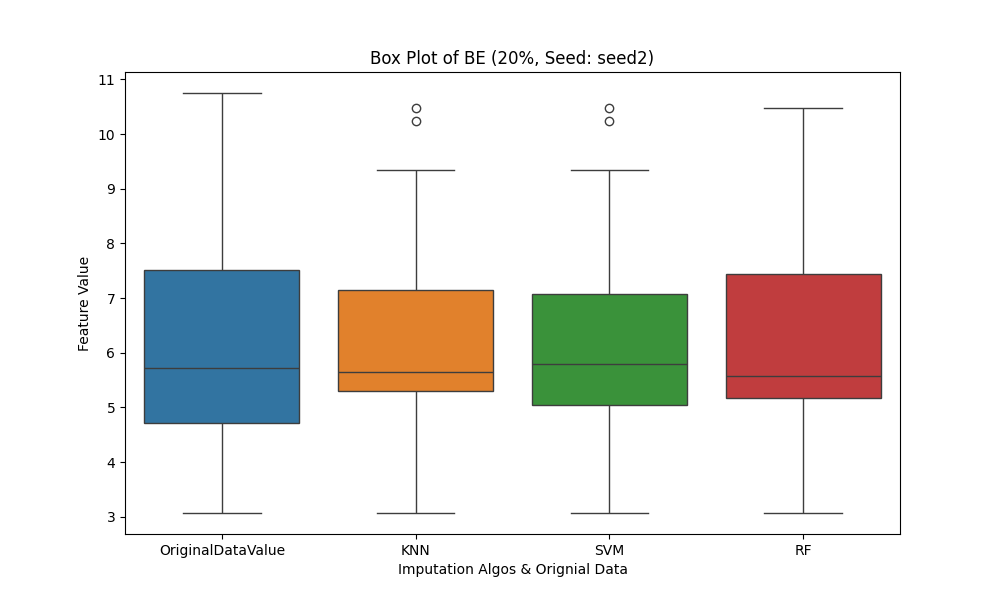 Box Plot of BE (20%, Seed: seed2)
11
10
9
8
7
6
5
4
3
Feature Value
OriginalDataValue
KNN
SVM
RF
Imputation Algos & Orignial Data